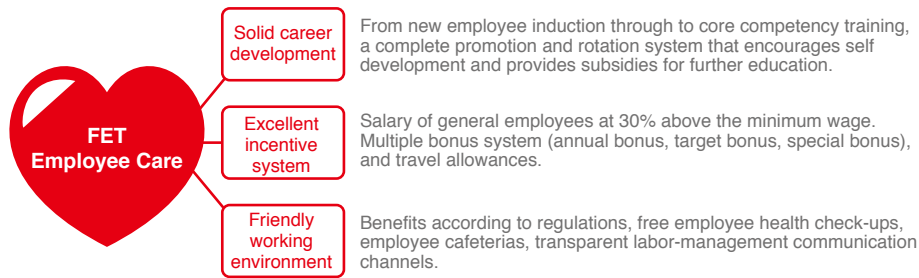 FET
Employee Care
Solid career
development
From new employee induction through to core competency training,
a complete promotion and rotation system that encourages self
development and provides subsidies for further education.
Excellent
incentive
system
Salary of general employees at 30% above the minimum wage.
Multiple bonus system (annual bonus, target bonus, special bonus),
and travel allowances.
Friendly
working
environment
Benefits according to regulations, free employee health check-ups,
employee cafeterias, transparent labor-management communication
channels.